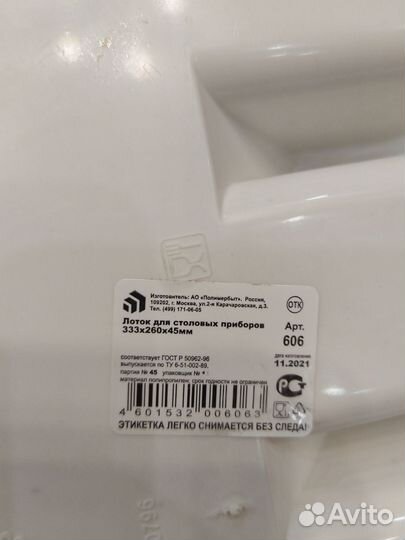 Изготовитель: АО «Полимербыт». Россия,
109202, г. Москва, ул.2-я Карачаровская, д.3.
Тел. (499) 171-06-05
ОТК
Лоток для столовых приборов
333x260x45мм
Арт.
606
соответствует ГОСТ Р 50962-96
выпускается по ТУ 6-51-002-89,
партия № 45 упаковщик № *
материал полипропилен, срок годности не ограничен
дата изготовления
11.2021
4 601532 006063
ЭТИКЕТКА ЛЕГКО СНИМАЕТСЯ БЕЗ СЛЕДА!
Avito